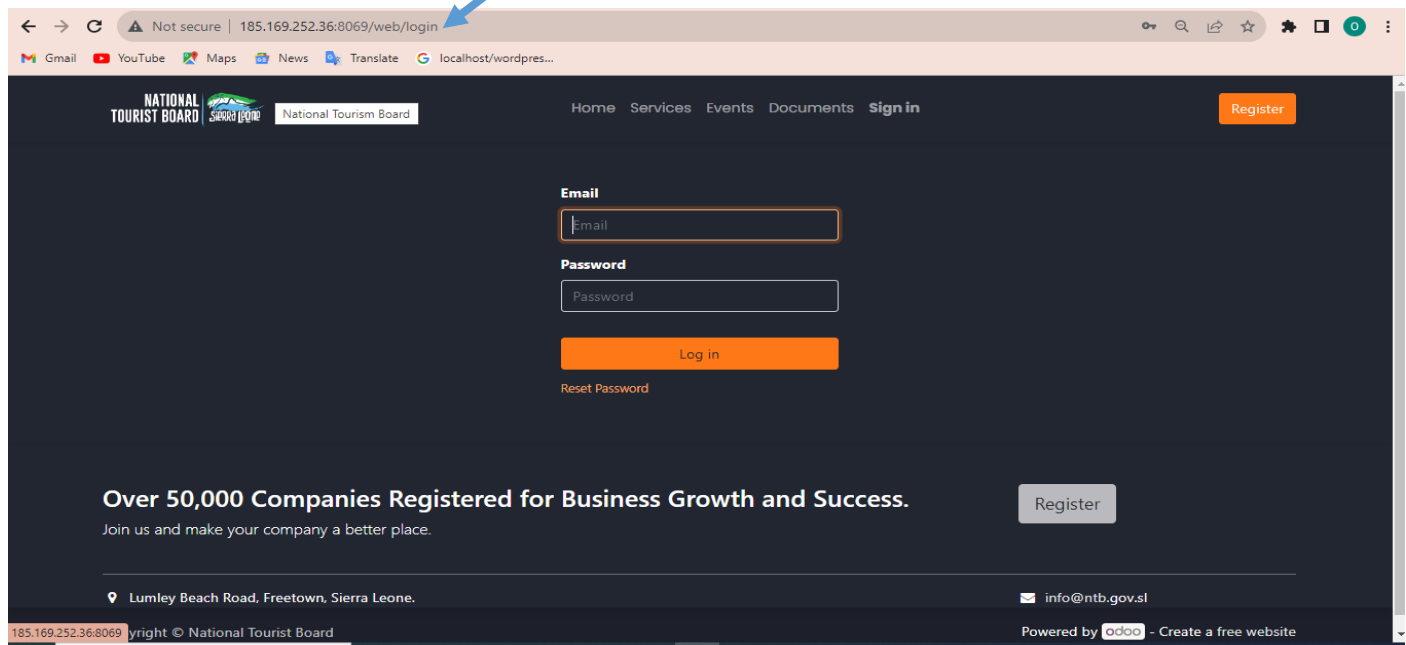 Not secure | 185.169.252.36:8069/web/login
Gmail YouTube Maps News Translate localhost/wordpres...
NATIONAL TOURIST BOARD SIERRA LEONE National Tourism Board Home Services Events Documents Sign in Register
Email
Email
Password
Password
Log in
Reset Password
Over 50,000 Companies Registered for Business Growth and Success. Register
Join us and make your company a better place.
Lumley Beach Road, Freetown, Sierra Leone. info@ntb.gov.sl
185.169.252.36:8069 yright © National Tourist Board Powered by odoo - Create a free website